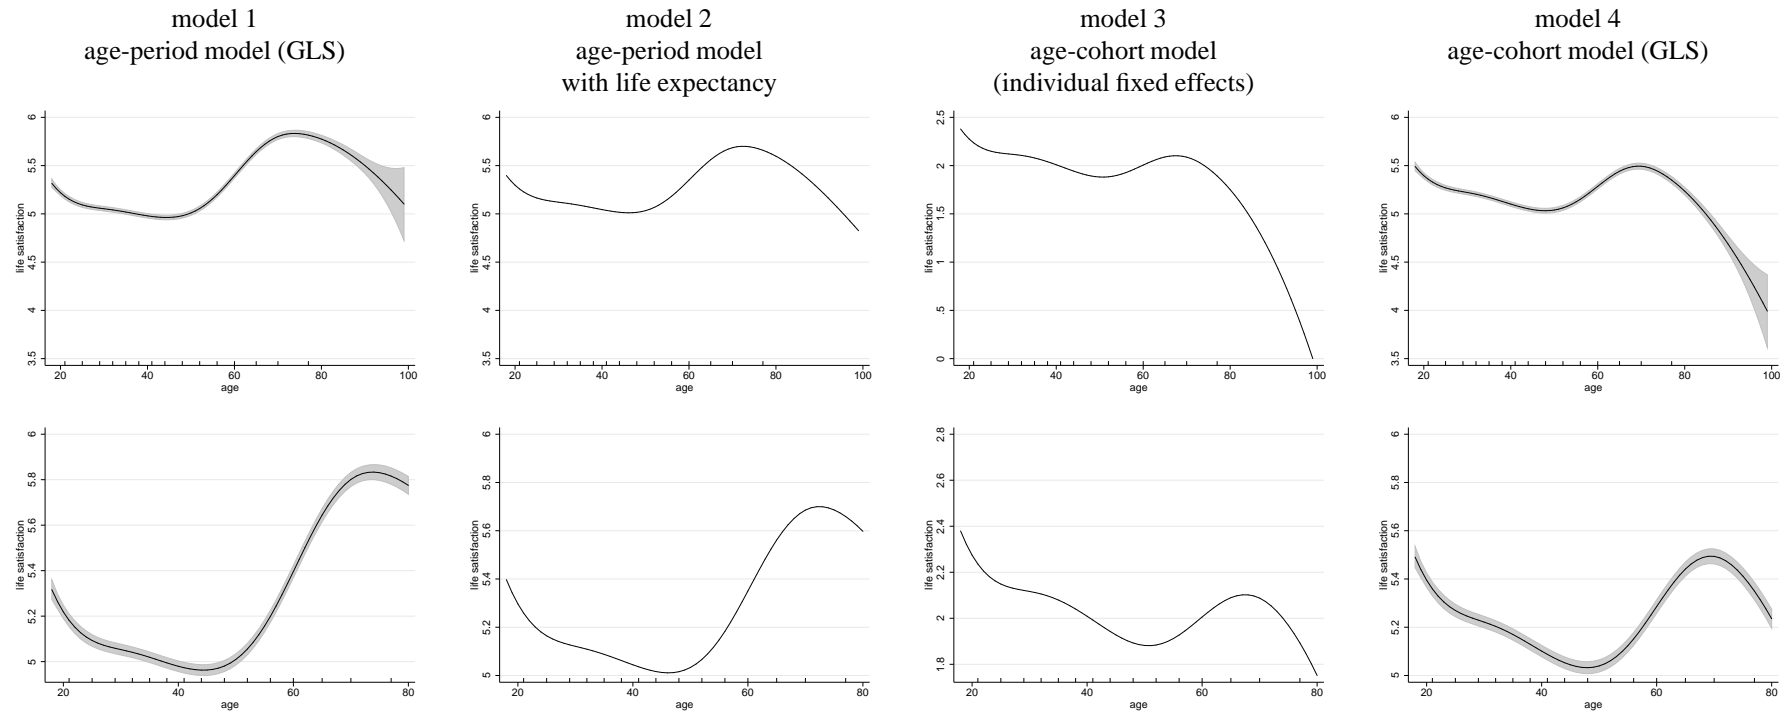 model 1
age-period model (GLS)
model 2
age-period model
with life expectancy
model 3
age-cohort model
(individual fixed effects)
model 4
age-cohort model (GLS)
life satisfaction
3.5 4 4.5 5 5.5 6
20 40 60 80 100
age
life satisfaction
3.5 4 4.5 5 5.5 6
20 40 60 80 100
age
life satisfaction
0 .5 1 1.5 2 2.5
20 40 60 80 100
age
life satisfaction
3.5 4 4.5 5 5.5 6
20 40 60 80 100
age
life satisfaction
5 5.2 5.4 5.6 5.8 6
20 40 60 80
age
life satisfaction
5 5.2 5.4 5.6 5.8 6
20 40 60 80
age
life satisfaction
1.8 2 2.2 2.4 2.6 2.8
20 40 60 80
age
life satisfaction
5 5.2 5.4 5.6 5.8 6
20 40 60 80
age